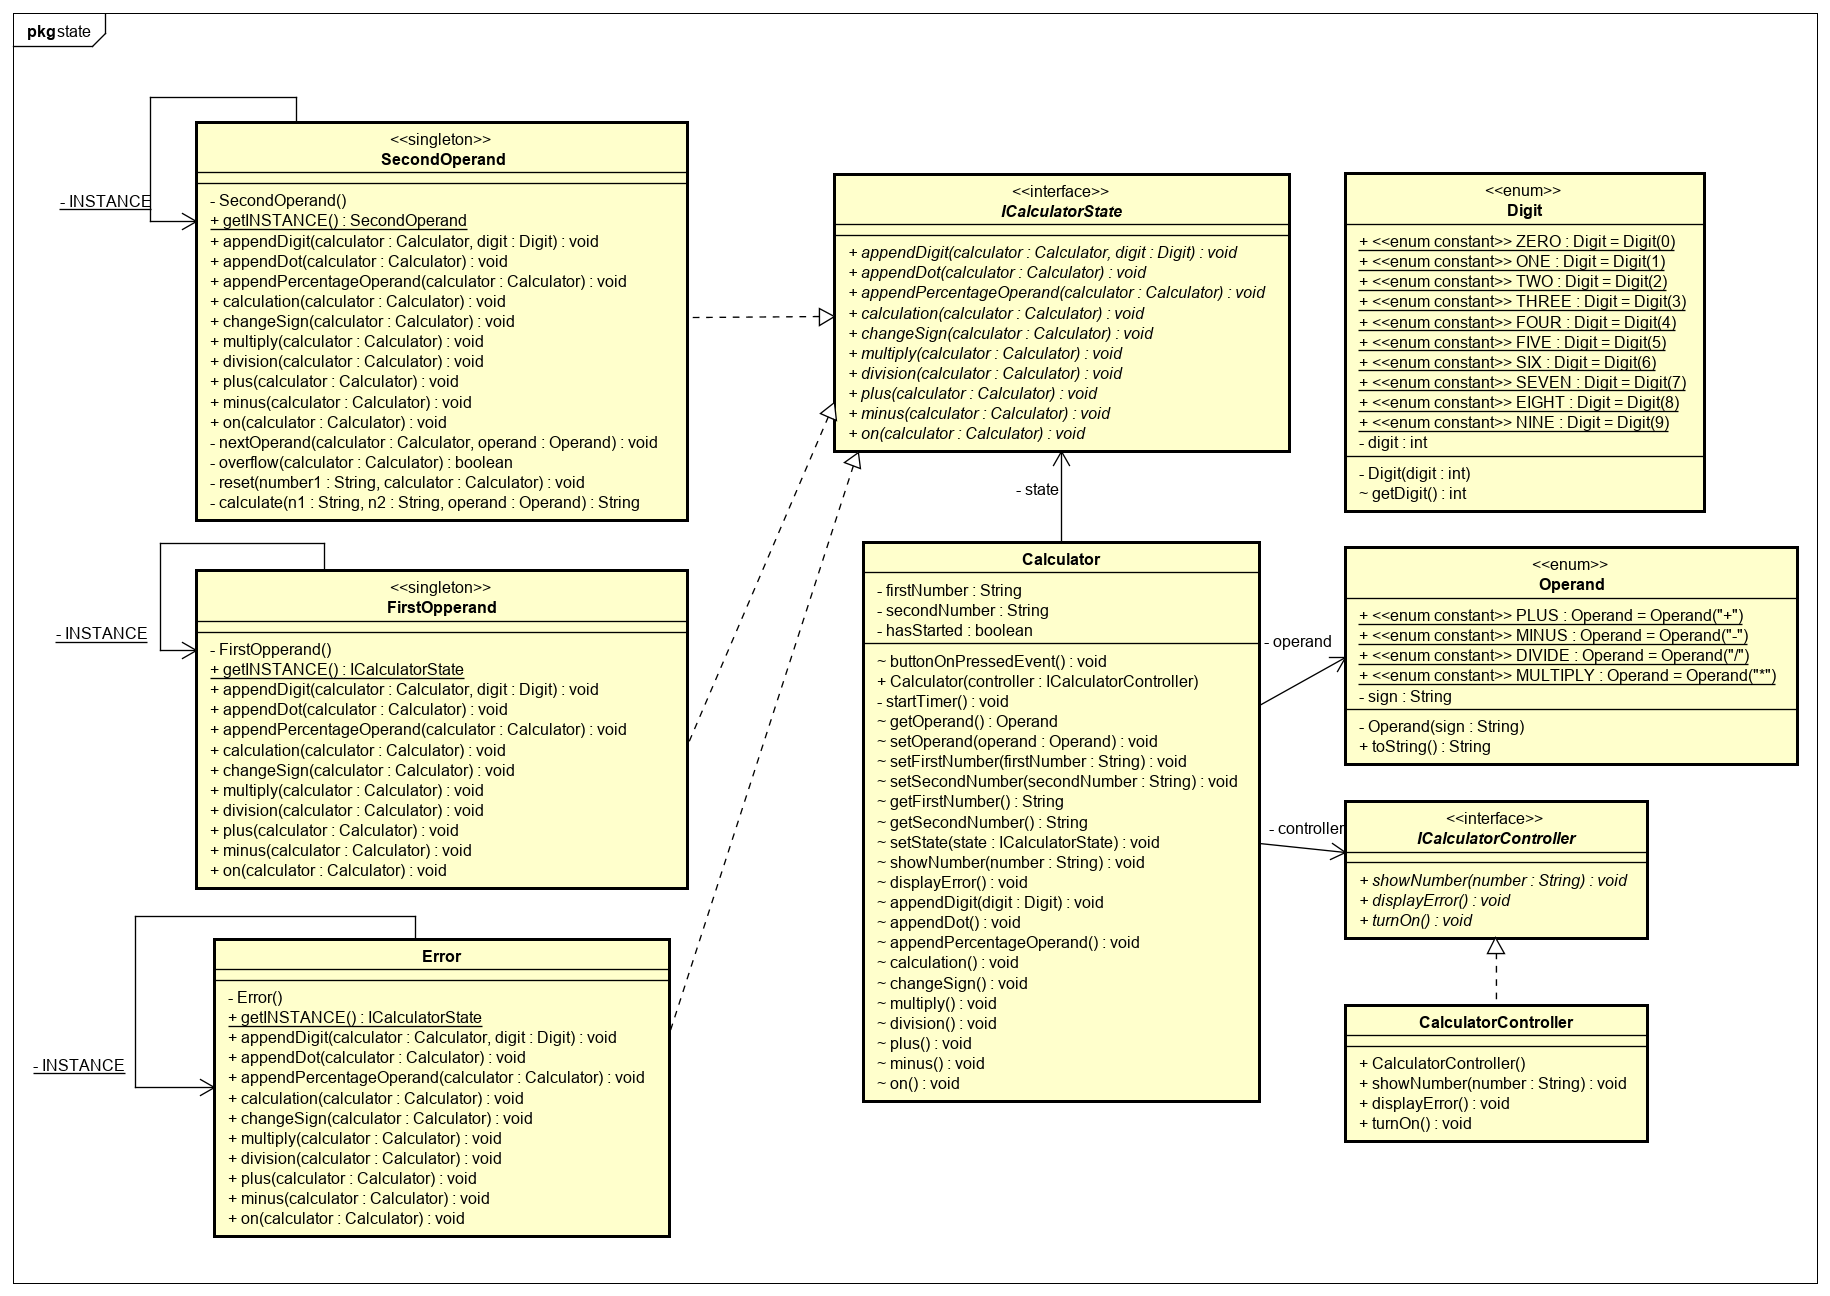 pkg state
<<singleton>>
SecondOperand
- INSTANCE
- SecondOperand()
+ getINSTANCE() : SecondOperand
+ appendDigit(calculator : Calculator, digit : Digit) : void
+ appendDot(calculator : Calculator) : void
+ appendPercentageOperand(calculator : Calculator) : void
+ calculation(calculator : Calculator) : void
+ changeSign(calculator : Calculator) : void
+ multiply(calculator : Calculator) : void
+ division(calculator : Calculator) : void
+ plus(calculator : Calculator) : void
+ minus(calculator : Calculator) : void
+ on(calculator : Calculator) : void
- nextOperand(calculator : Calculator, operand : Operand) : void
- overflow(calculator : Calculator) : boolean
- reset(number1 : String, calculator : Calculator) : void
- calculate(n1 : String, n2 : String, operand : Operand) : String
<<singleton>>
FirstOpperand
- INSTANCE
- FirstOpperand()
+ getINSTANCE() : ICalculatorState
+ appendDigit(calculator : Calculator, digit : Digit) : void
+ appendDot(calculator : Calculator) : void
+ appendPercentageOperand(calculator : Calculator) : void
+ calculation(calculator : Calculator) : void
+ changeSign(calculator : Calculator) : void
+ multiply(calculator : Calculator) : void
+ division(calculator : Calculator) : void
+ plus(calculator : Calculator) : void
+ minus(calculator : Calculator) : void
+ on(calculator : Calculator) : void
Error
- INSTANCE
- Error()
+ getINSTANCE() : ICalculatorState
+ appendDigit(calculator : Calculator, digit : Digit) : void
+ appendDot(calculator : Calculator) : void
+ appendPercentageOperand(calculator : Calculator) : void
+ calculation(calculator : Calculator) : void
+ changeSign(calculator : Calculator) : void
+ multiply(calculator : Calculator) : void
+ division(calculator : Calculator) : void
+ plus(calculator : Calculator) : void
+ minus(calculator : Calculator) : void
+ on(calculator : Calculator) : void
<<interface>>
ICalculatorState
+ appendDigit(calculator : Calculator, digit : Digit) : void
+ appendDot(calculator : Calculator) : void
+ appendPercentageOperand(calculator : Calculator) : void
+ calculation(calculator : Calculator) : void
+ changeSign(calculator : Calculator) : void
+ multiply(calculator : Calculator) : void
+ division(calculator : Calculator) : void
+ plus(calculator : Calculator) : void
+ minus(calculator : Calculator) : void
+ on(calculator : Calculator) : void
- state
Calculator
- firstNumber : String
- secondNumber : String
- hasStarted : boolean
~ buttonOnPressedEvent() : void
+ Calculator(controller : ICalculatorController)
- startTimer() : void
~ getOperand() : Operand
~ setOperand(operand : Operand) : void
~ setFirstNumber(firstNumber : String) : void
~ setSecondNumber(secondNumber : String) : void
~ getFirstNumber() : String
~ getSecondNumber() : String
~ setState(state : ICalculatorState) : void
~ showNumber(number : String) : void
~ displayError() : void
~ appendDigit(digit : Digit) : void
~ appendDot() : void
~ appendPercentageOperand() : void
~ calculation() : void
~ changeSign() : void
~ multiply() : void
~ division() : void
~ plus() : void
~ minus() : void
~ on() : void
- operand
- controller
<<enum>>
Digit
+ <<enum constant>> ZERO : Digit = Digit(0)
+ <<enum constant>> ONE : Digit = Digit(1)
+ <<enum constant>> TWO : Digit = Digit(2)
+ <<enum constant>> THREE : Digit = Digit(3)
+ <<enum constant>> FOUR : Digit = Digit(4)
+ <<enum constant>> FIVE : Digit = Digit(5)
+ <<enum constant>> SIX : Digit = Digit(6)
+ <<enum constant>> SEVEN : Digit = Digit(7)
+ <<enum constant>> EIGHT : Digit = Digit(8)
+ <<enum constant>> NINE : Digit = Digit(9)
- digit : int
- Digit(digit : int)
~ getDigit() : int
<<enum>>
Operand
+ <<enum constant>> PLUS : Operand = Operand("+")
+ <<enum constant>> MINUS : Operand = Operand("-")
+ <<enum constant>> DIVIDE : Operand = Operand("/")
+ <<enum constant>> MULTIPLY : Operand = Operand("*")
- sign : String
- Operand(sign : String)
+ toString() : String
<<interface>>
ICalculatorController
+ showNumber(number : String) : void
+ displayError() : void
+ turnOn() : void
CalculatorController
+ CalculatorController()
+ showNumber(number : String) : void
+ displayError() : void
+ turnOn() : void